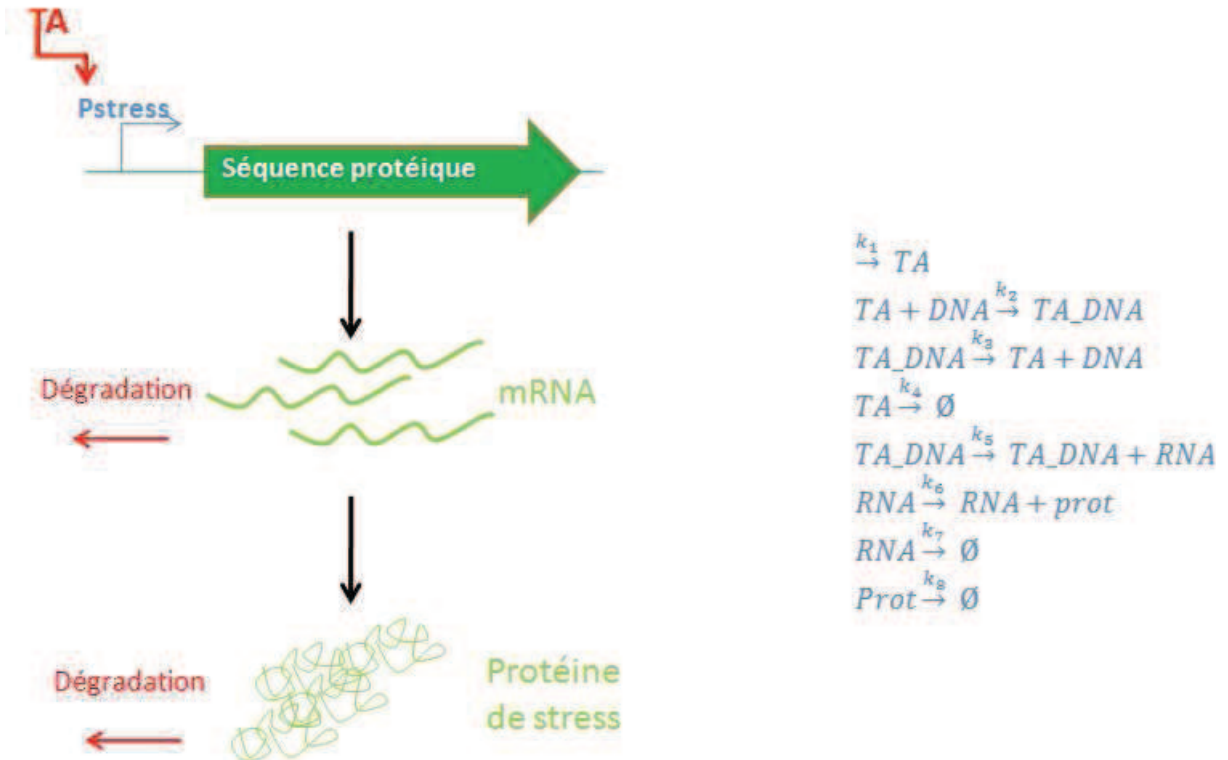 TA
Pstress
Séquence protéique
Dégradation
mRNA
Dégradation
Protéine
de stress
k₁
→ TA
TA + DNA k₂→ TA_DNA
TA_DNA k₃→ TA + DNA
TA k₄→ Ø
TA_DNA k₅→ TA_DNA + RNA
RNA k₆→ RNA + prot
RNA k₇→ Ø
Prot k₈→ Ø